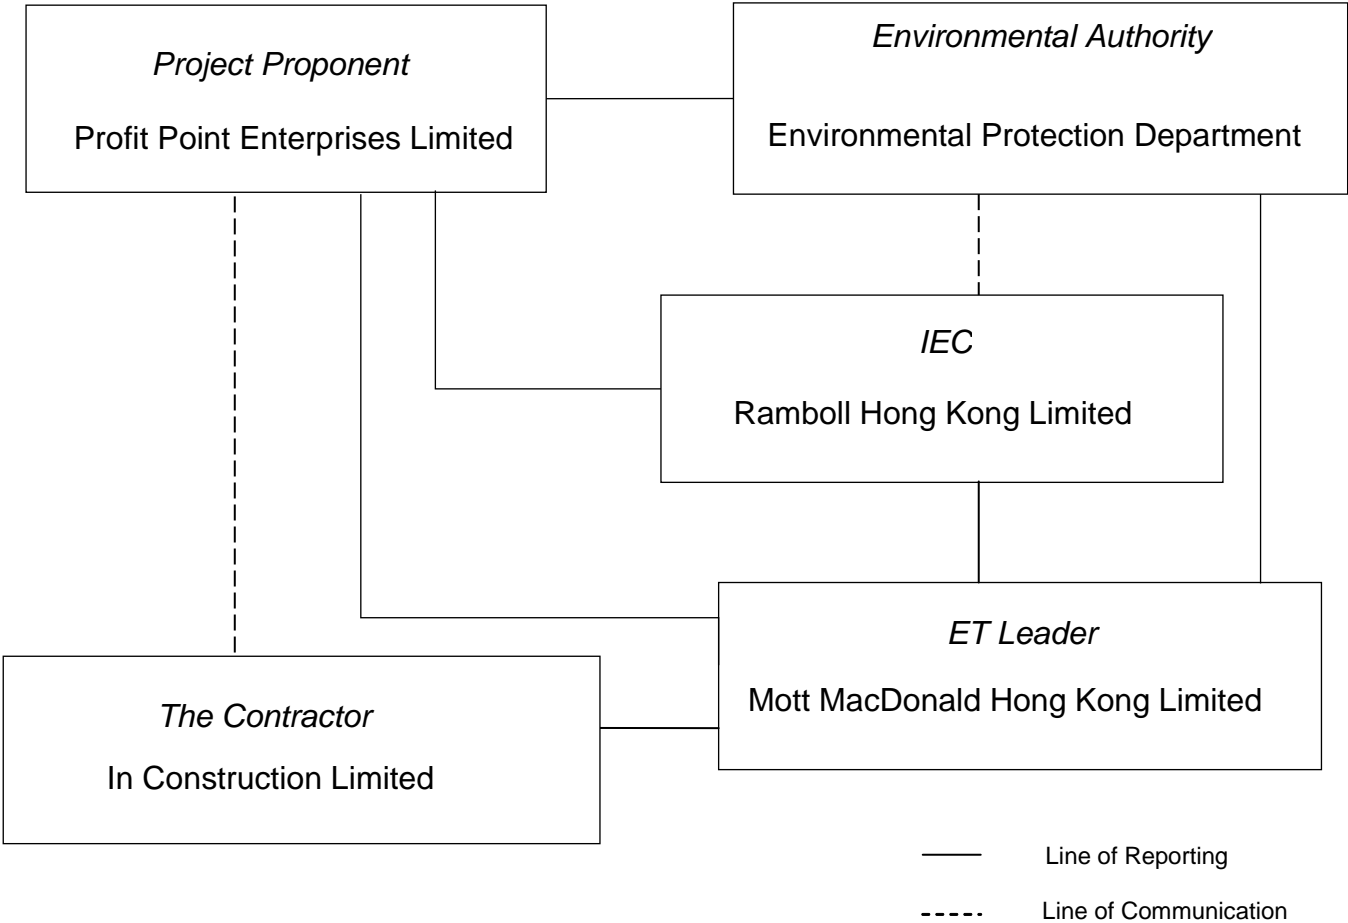 Project Proponent
Profit Point Enterprises Limited
Environmental Authority
Environmental Protection Department
IEC
Ramboll Hong Kong Limited
ET Leader
Mott MacDonald Hong Kong Limited
The Contractor
In Construction Limited
Line of Reporting
Line of Communication